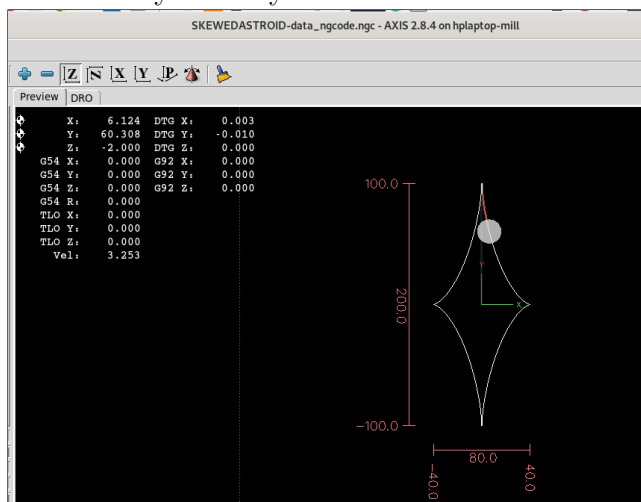 SKEWEDASTROID-data_ngcode.ngc - AXIS 2.8.4 on hplaptop-mill
Z N X Y P
Preview DRO
X: 6.124 DTG X: 0.003
Y: 60.308 DTG Y: -0.010
Z: -2.000 DTG Z: 0.000
G54 X: 0.000 G92 X: 0.000
G54 Y: 0.000 G92 Y: 0.000
G54 Z: 0.000 G92 Z: 0.000
G54 R: 0.000
TLO X: 0.000
TLO Y: 0.000
TLO Z: 0.000
Vel: 3.253
100.0
Y
200.0
X
-100.0
80.0
-40.0
40.0